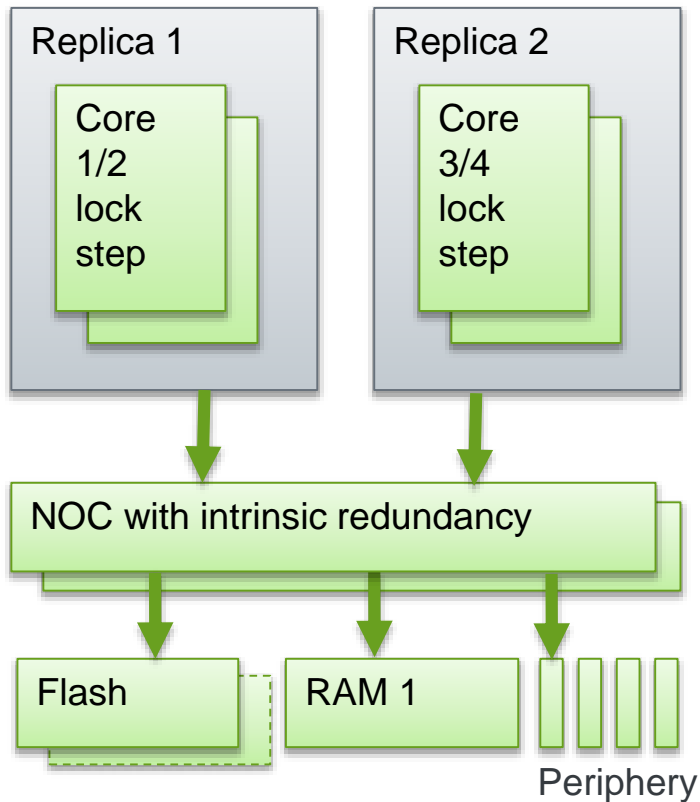 Replica 1
Core
1/2
lock
step
Replica 2
Core
3/4
lock
step
NOC with intrinsic redundancy
Flash
RAM 1
Periphery